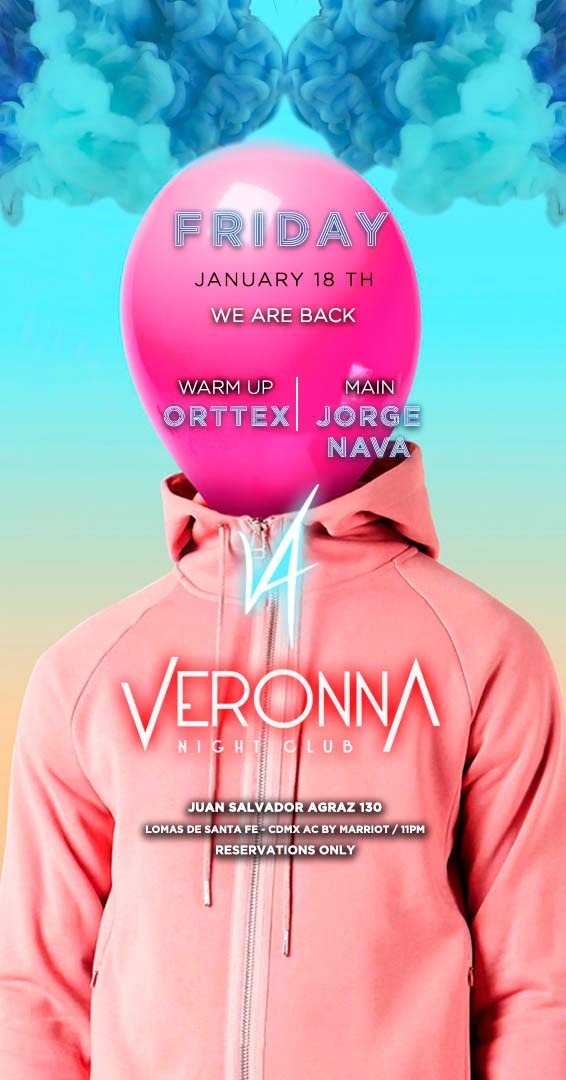 FRIDAY
JANUARY 18 TH
WE ARE BACK
WARM UP
ORTTEX
MAIN
JORGE
NAVA
VA
VERONNA
NIGHT CLUB
JUAN SALVADOR AGRAZ 130
LOMAS DE SANTA FE - CDMX AC BY MARRIOT / 11PM
RESERVATIONS ONLY